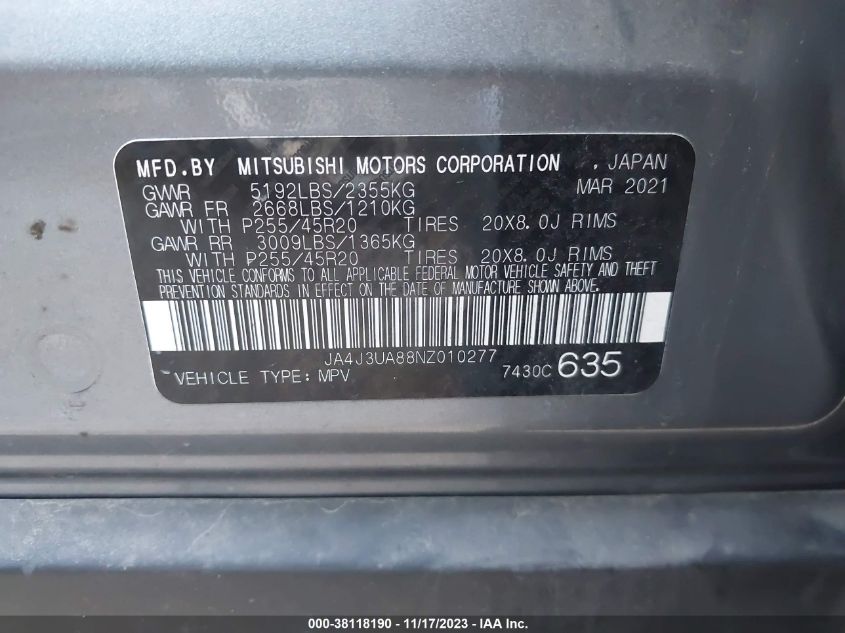 MFD.BY MITSUBISHI MOTORS CORPORATION . JAPAN
GVWR 5192LBS/2355KG MAR 2021
GAWR FR 2668LBS/1210KG
WITH P255/45R20 TIRES 20X8.0J RIMS
GAWR RR 3009LBS/1365KG
WITH P255/45R20 TIRES 20X8.0J RIMS
THIS VEHICLE CONFORMS TO ALL APPLICABLE FEDERAL MOTOR VEHICLE SAFETY AND THEFT
PREVENTION STANDARDS IN EFFECT ON THE DATE OF MANUFACTURE SHOWN ABOVE.
JA4J3UA88NZ010277
VEHICLE TYPE: MPV 7430C 635
000-38118190 - 11/17/2023 - IAA Inc.